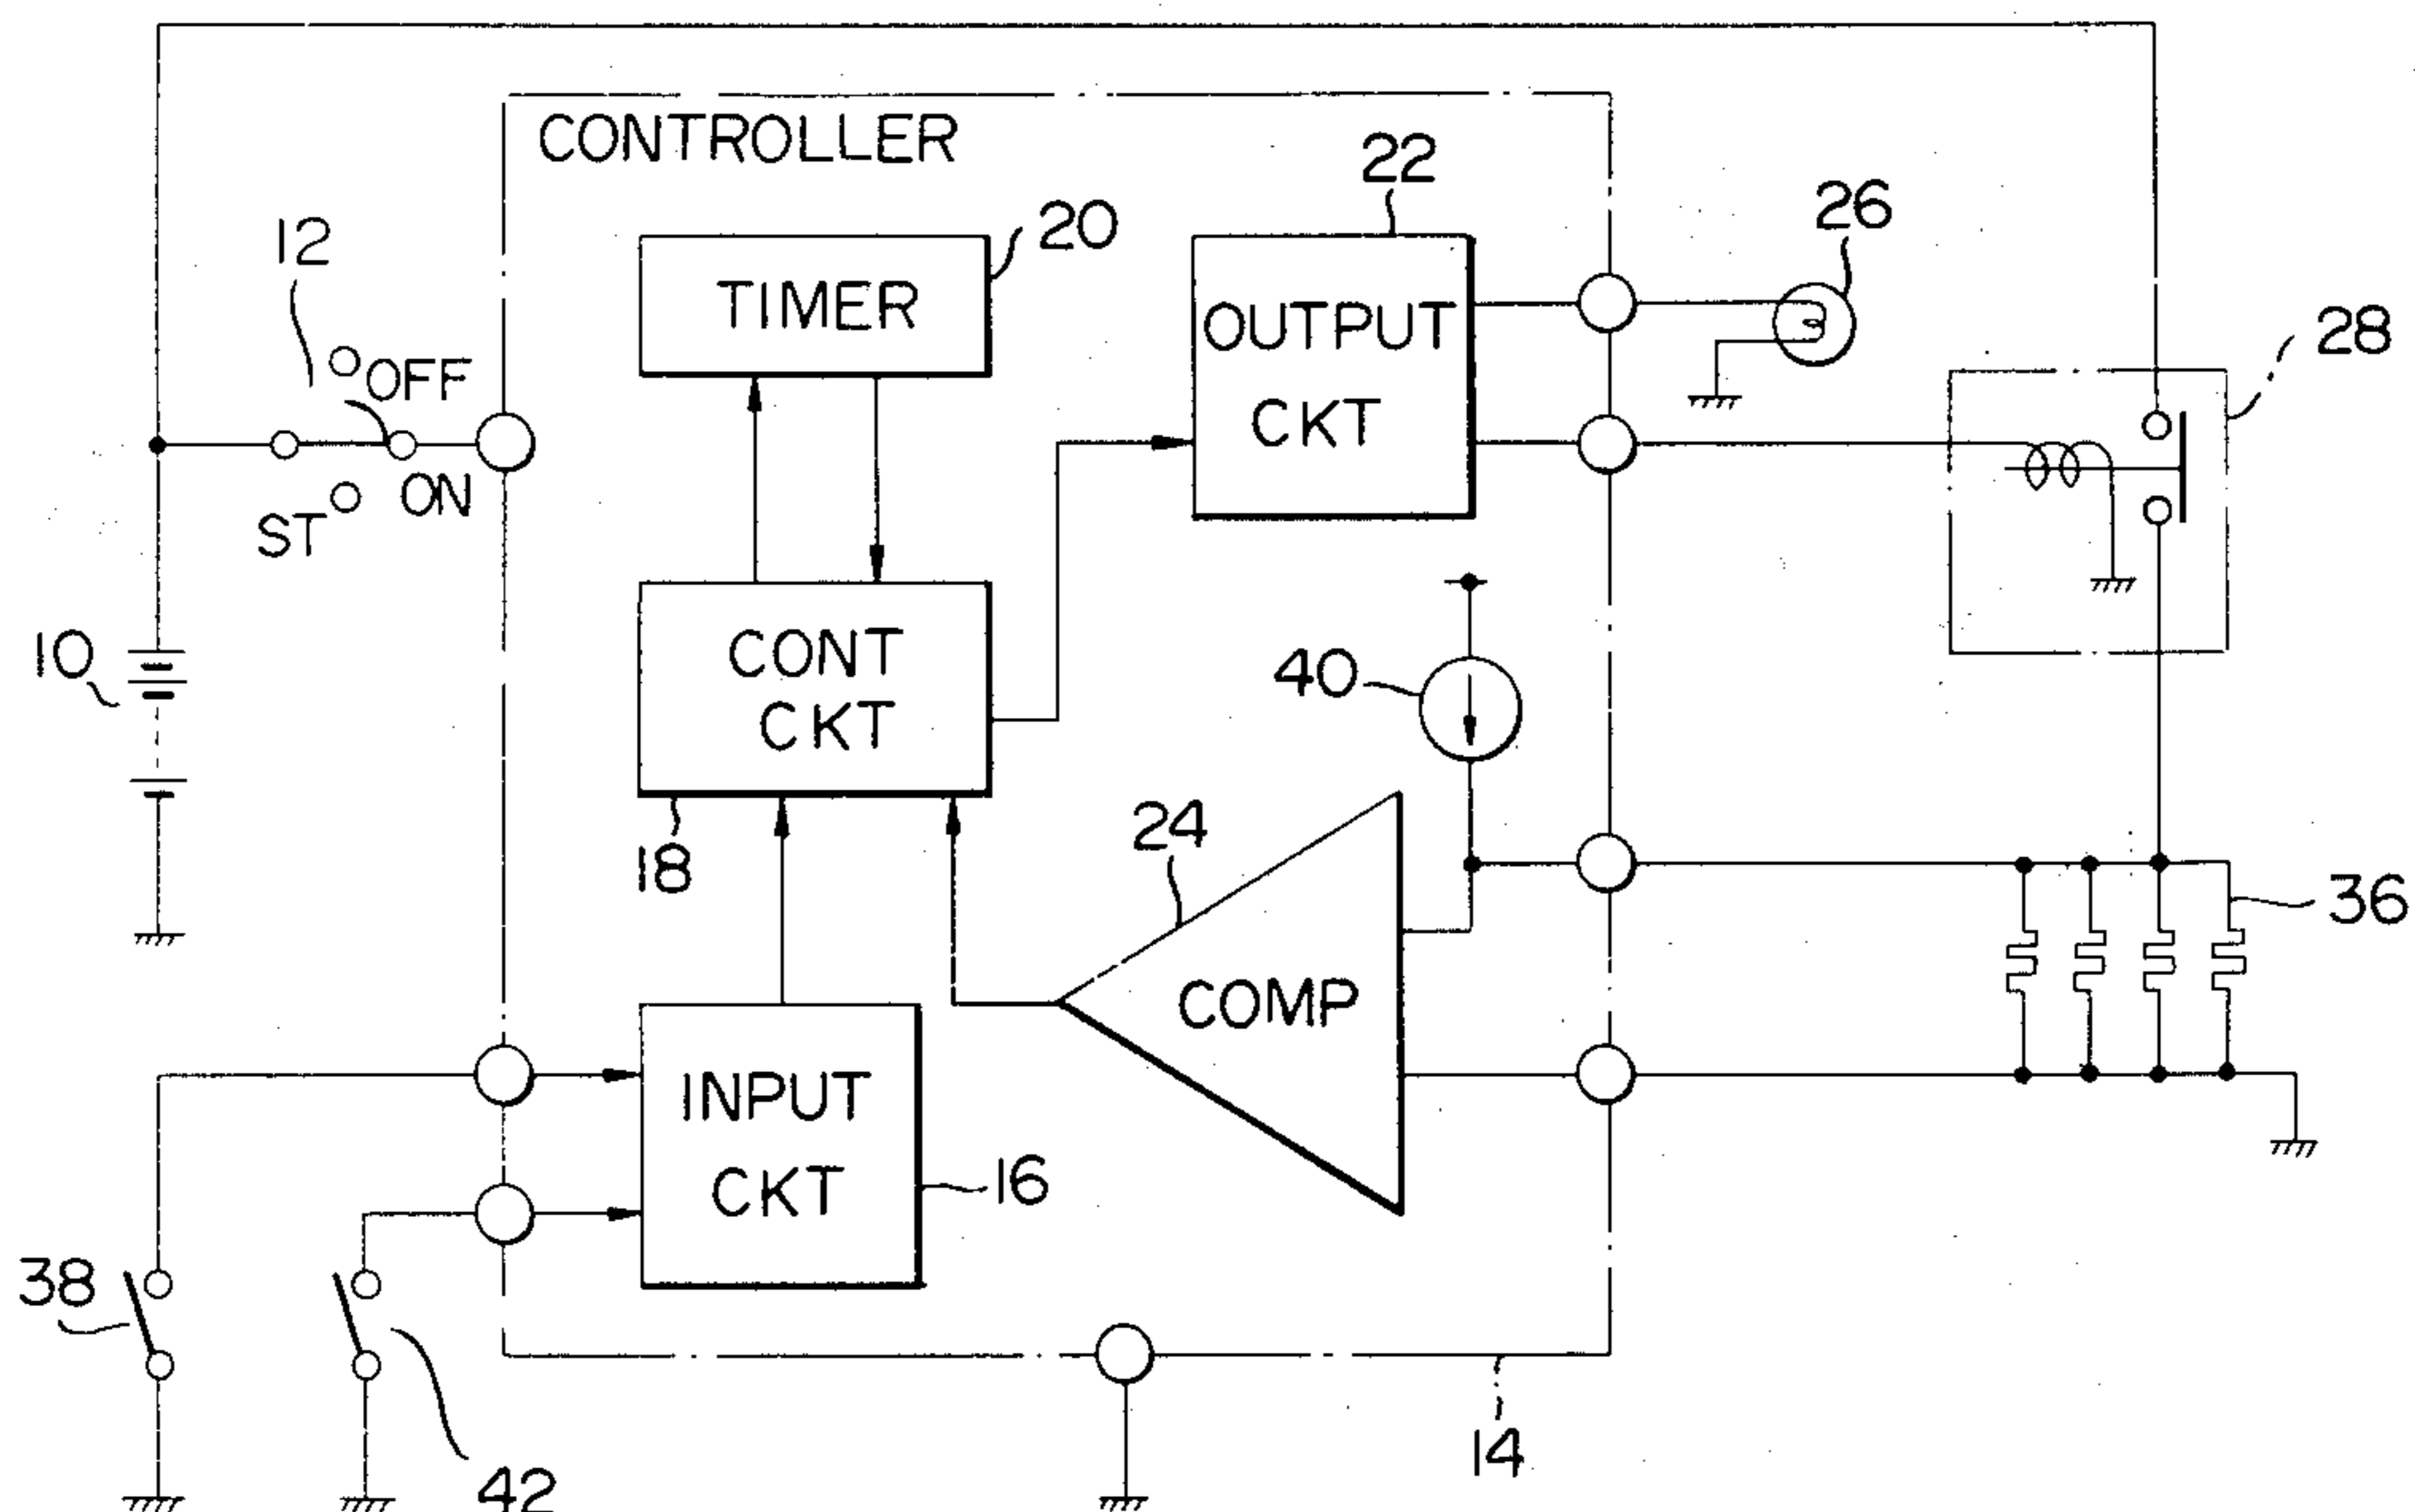 CONTROLLER
22
26
20
12
TIMER
OUTPUT
CKT
28
OFF
ON
ST
10
CONT
CKT
40
18
24
36
COMP
INPUT
CKT
16
38
14
42